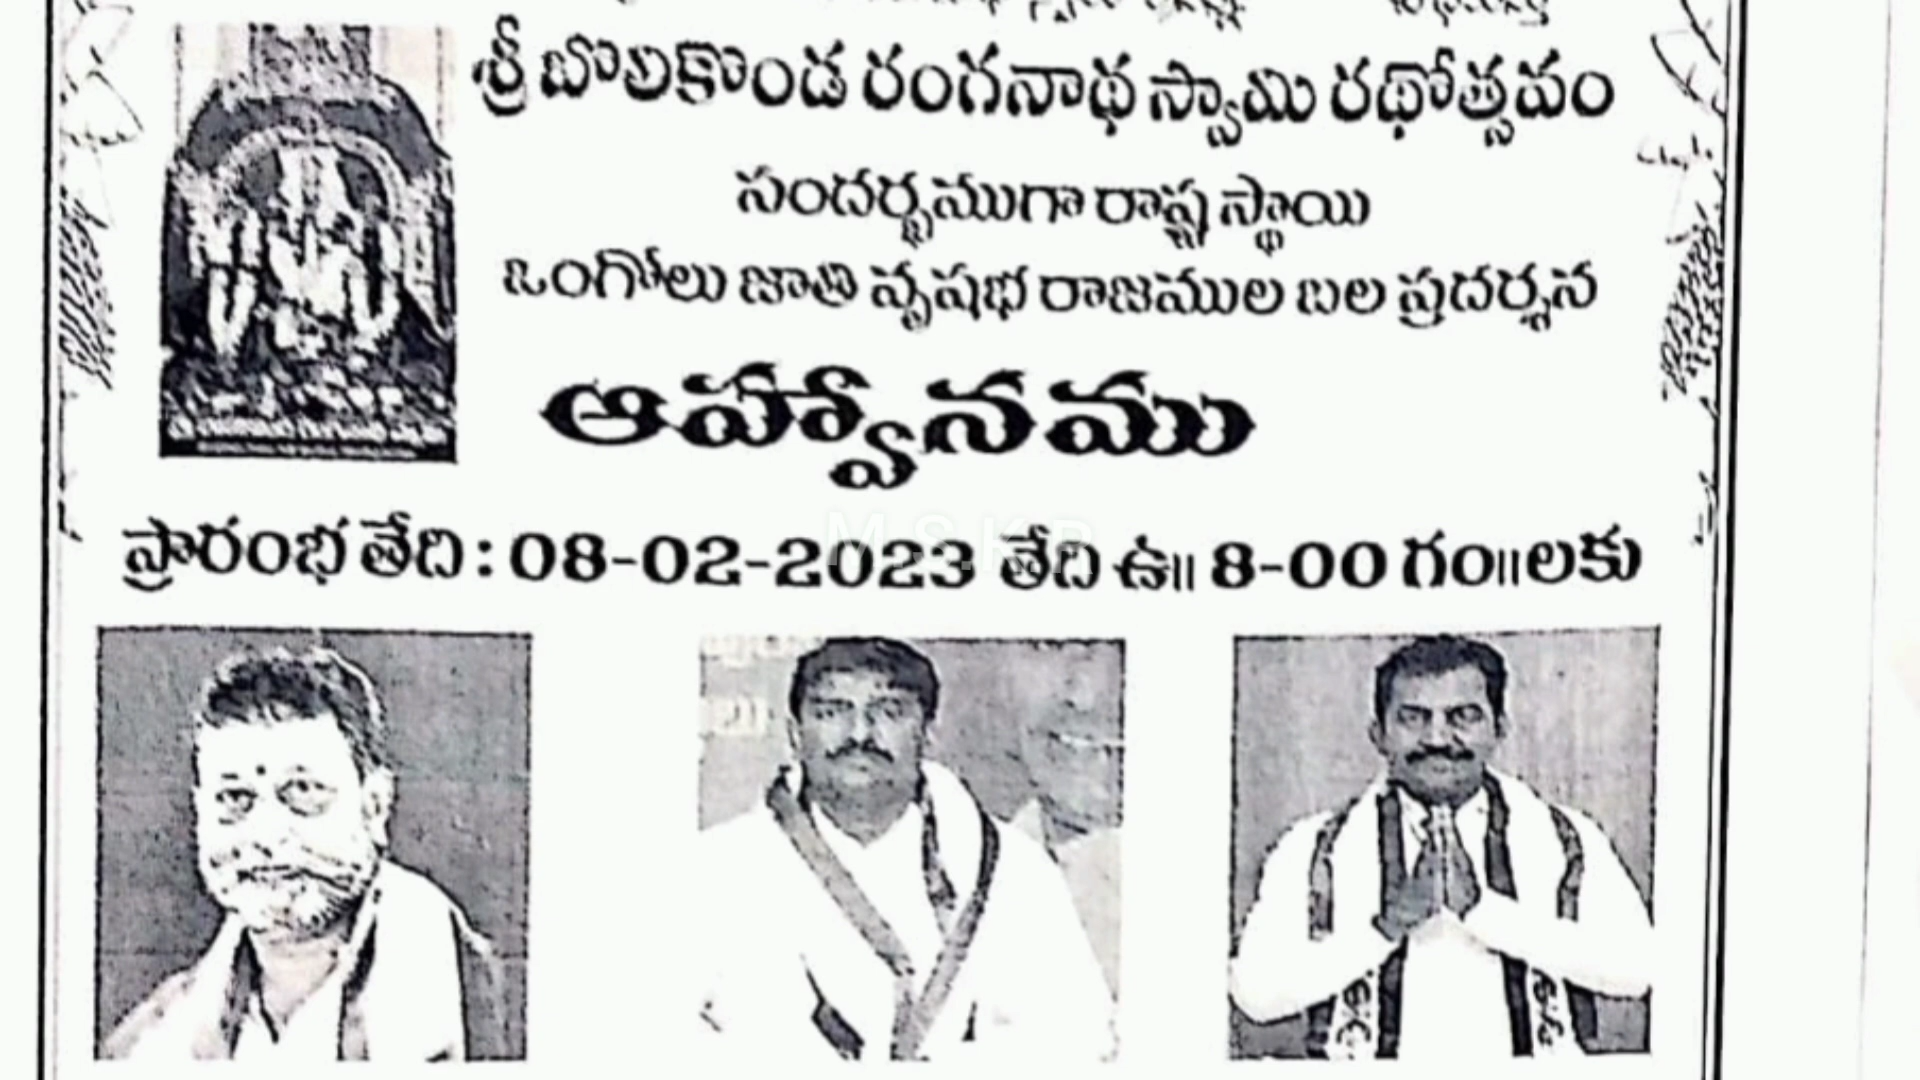 శ్రీ బొలికొండ రంగనాథ స్వామి రథోత్సవం
సందర్భముగా రాష్ట్ర స్థాయి
ఒంగోలు జాతి వృషభ రాజముల బల ప్రదర్శన
ఆహ్వానము
ప్రారంభ తేది : 08-02-2023 తేది ఉ॥ 8-00 గం॥లకు
M.S.K.R